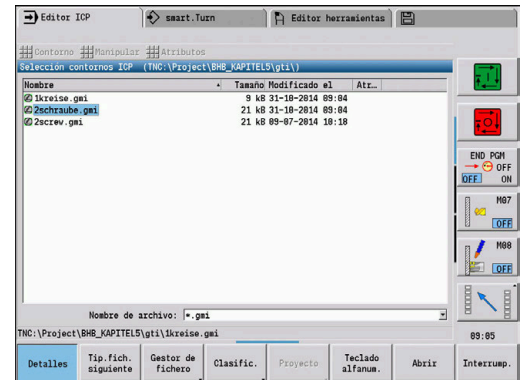 Editor ICP
smart.Turn
Editor herramientas
Contorno Manipular Atributos
Selección contornos ICP (TNC:\Project\BHB_KAPITEL5\gti\)
Nombre Tamaño Modificado el Atr…
1kreise.gmi 9 kB 31-10-2014 09:04
2schraube.gmi 21 kB 31-10-2014 09:04
2screw.gmi 21 kB 09-07-2014 10:18
Nombre de archivo: *.gmi
TNC:\Project\BHB_KAPITEL5\gti\1kreise.gmi
END PGM
OFF
OFF ON
M07
OFF
M08
OFF
09:05
Detalles
Tip.fich. siguiente
Gestor de fichero
Clasific.
Proyecto
Teclado alfanum.
Abrir
Interrump.